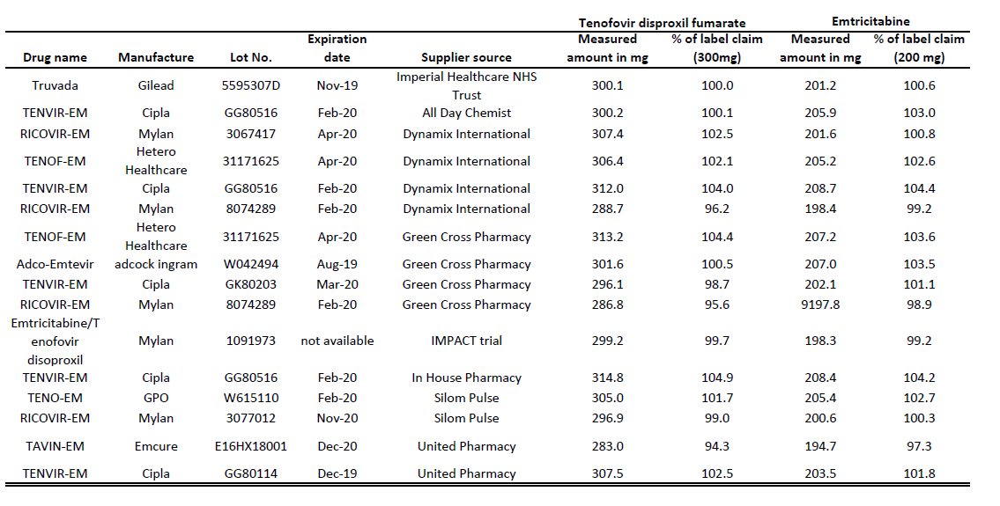 Tenofovir disproxil fumarate Emtricitabine
Expiration Measured % of label claim Measured % of label claim
Drug name Manufacture Lot No. date Supplier source amount in mg (300mg) amount in mg (200 mg)
Truvada Gilead 5595307D Nov-19 Imperial Healthcare NHS Trust 300.1 100.0 201.2 100.6
TENVIR-EM Cipla GG80516 Feb-20 All Day Chemist 300.2 100.1 205.9 103.0
RICOVIR-EM Mylan 3067417 Apr-20 Dynamix International 307.4 102.5 201.6 100.8
TENOF-EM Hetero Healthcare 31171625 Apr-20 Dynamix International 306.4 102.1 205.2 102.6
TENVIR-EM Cipla GG80516 Feb-20 Dynamix International 312.0 104.0 208.7 104.4
RICOVIR-EM Mylan 8074289 Feb-20 Dynamix International 288.7 96.2 198.4 99.2
TENOF-EM Hetero Healthcare 31171625 Apr-20 Green Cross Pharmacy 313.2 104.4 207.2 103.6
Adco-Emtevir adcock ingram W042494 Aug-19 Green Cross Pharmacy 301.6 100.5 207.0 103.5
TENVIR-EM Cipla GK80203 Mar-20 Green Cross Pharmacy 296.1 98.7 202.1 101.1
RICOVIR-EM Mylan 8074289 Feb-20 Green Cross Pharmacy 286.8 95.6 9197.8 98.9
Emtricitabine/T
enofovir Mylan 1091973 not available IMPACT trial 299.2 99.7 198.3 99.2
disoproxil
TENVIR-EM Cipla GG80516 Feb-20 In House Pharmacy 314.8 104.9 208.4 104.2
TENO-EM GPO W615110 Feb-20 Silom Pulse 305.0 101.7 205.4 102.7
RICOVIR-EM Mylan 3077012 Nov-20 Silom Pulse 296.9 99.0 200.6 100.3
TAVIN-EM Emcure E16HX18001 Dec-20 United Pharmacy 283.0 94.3 194.7 97.3
TENVIR-EM Cipla GG80114 Dec-19 United Pharmacy 307.5 102.5 203.5 101.8